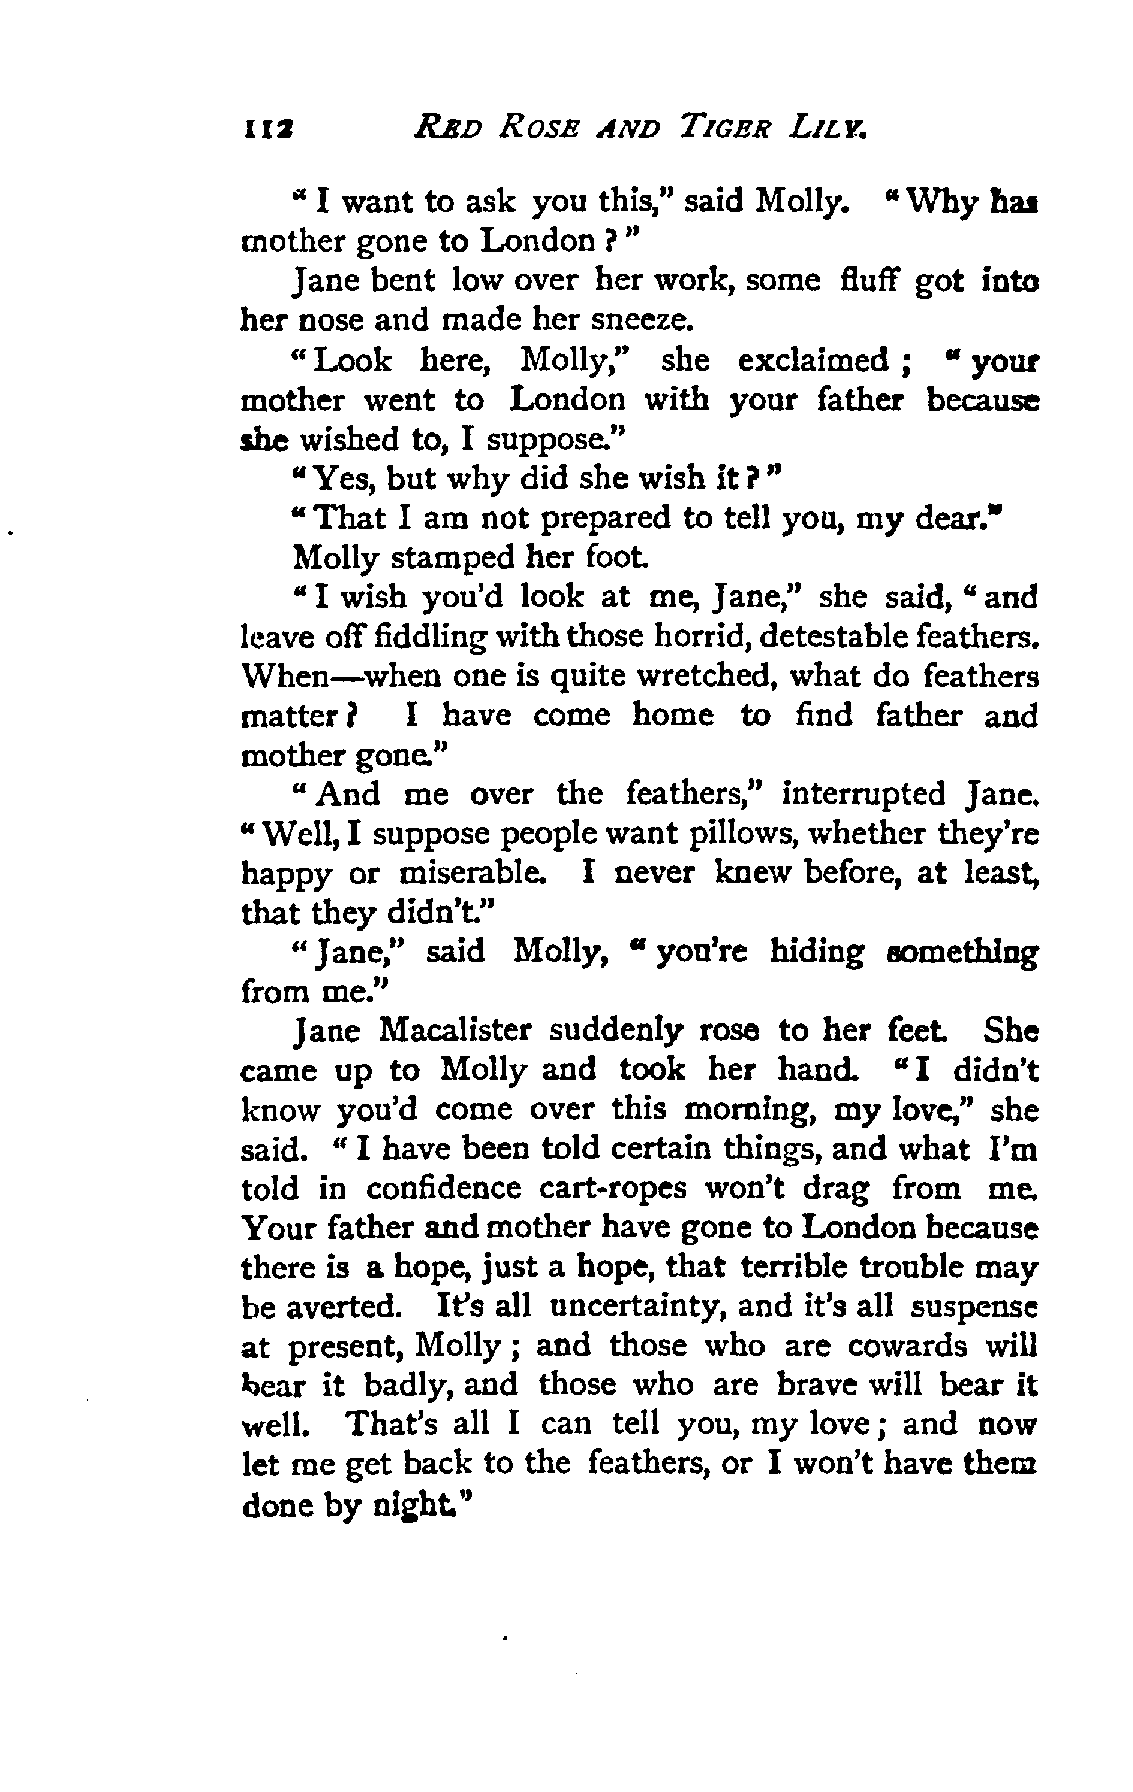 112 RED ROSE AND TIGER LILY.
" I want to ask you this," said Molly. " Why has
mother gone to London ? "
Jane bent low over her work, some fluff got into
her nose and made her sneeze.
" Look here, Molly," she exclaimed ; " your
mother went to London with your father because
she wished to, I suppose."
" Yes, but why did she wish it ? "
" That I am not prepared to tell you, my dear."
Molly stamped her foot.
" I wish you'd look at me, Jane," she said, " and
leave off fiddling with those horrid, detestable feathers.
When—when one is quite wretched, what do feathers
matter ? I have come home to find father and
mother gone."
" And me over the feathers," interrupted Jane.
" Well, I suppose people want pillows, whether they're
happy or miserable. I never knew before, at least,
that they didn't."
" Jane," said Molly, " you're hiding something
from me."
Jane Macalister suddenly rose to her feet. She
came up to Molly and took her hand. " I didn't
know you'd come over this morning, my love," she
said. " I have been told certain things, and what I'm
told in confidence cart-ropes won't drag from me.
Your father and mother have gone to London because
there is a hope, just a hope, that terrible trouble may
be averted. It's all uncertainty, and it's all suspense
at present, Molly ; and those who are cowards will
bear it badly, and those who are brave will bear it
well. That's all I can tell you, my love ; and now
let me get back to the feathers, or I won't have them
done by night."